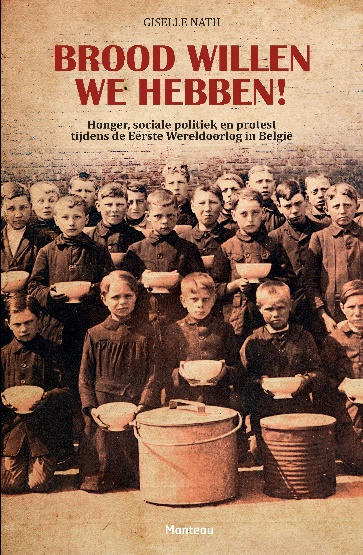 GISELLE NATH
BROOD WILLEN
WE HEBBEN!
Honger, sociale politiek en protest
tijdens de Eerste Wereldoorlog in België
Manteau